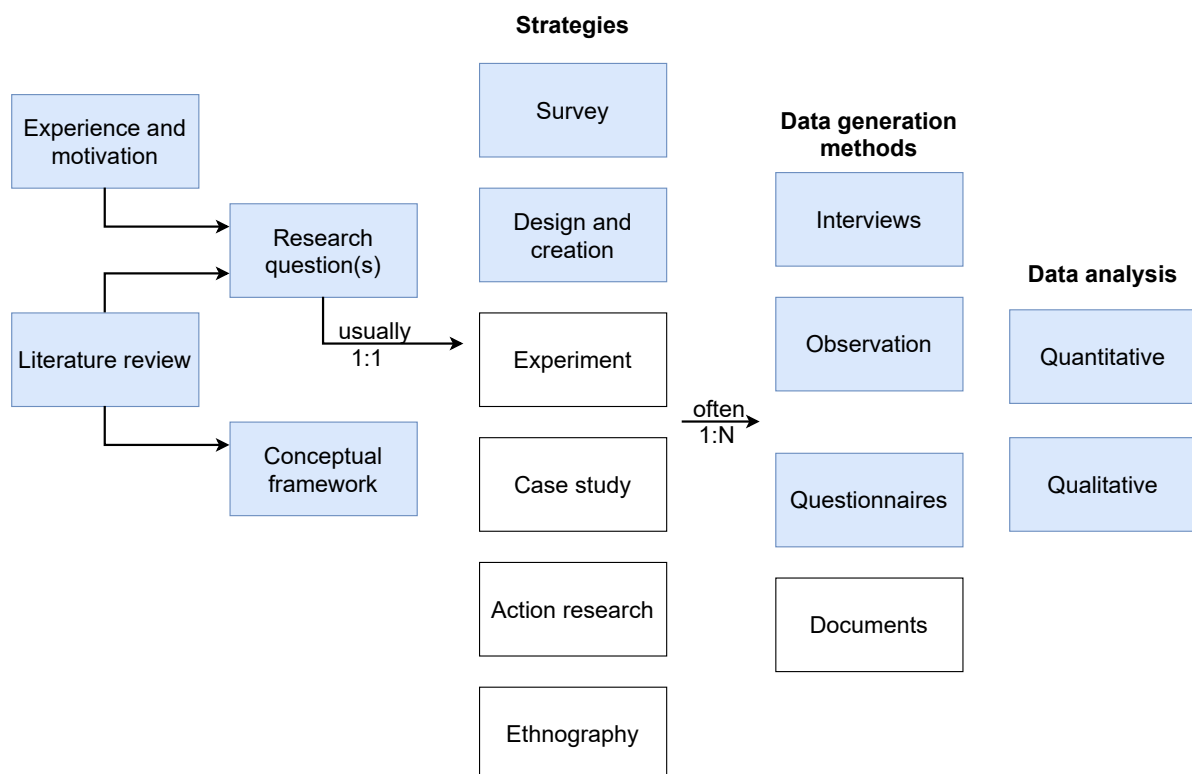 Strategies
Experience and
motivation
Literature review
Research
question(s)
Conceptual
framework
usually
1:1
Survey
Design and
creation
Experiment
Case study
Action research
Ethnography
often
1:N
Data generation
methods
Interviews
Observation
Questionnaires
Documents
Data analysis
Quantitative
Qualitative